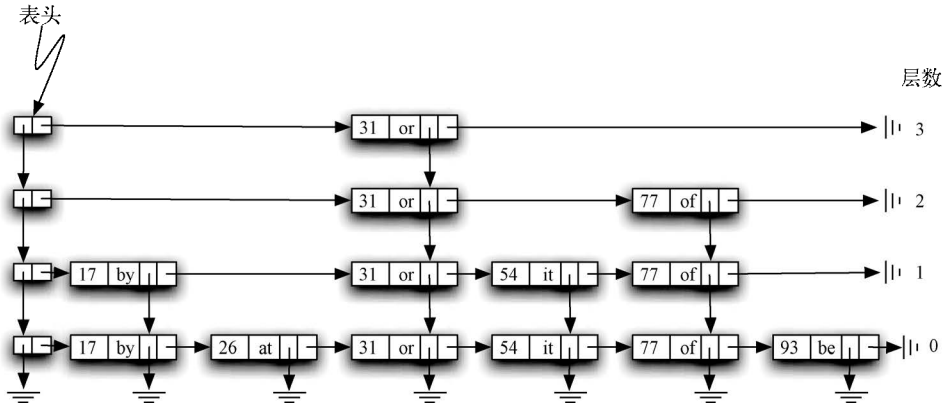 表头
层数
31 or 3
31 or 77 of 2
17 by 31 or 54 it 77 of 1
17 by 26 at 31 or 54 it 77 of 93 be 0